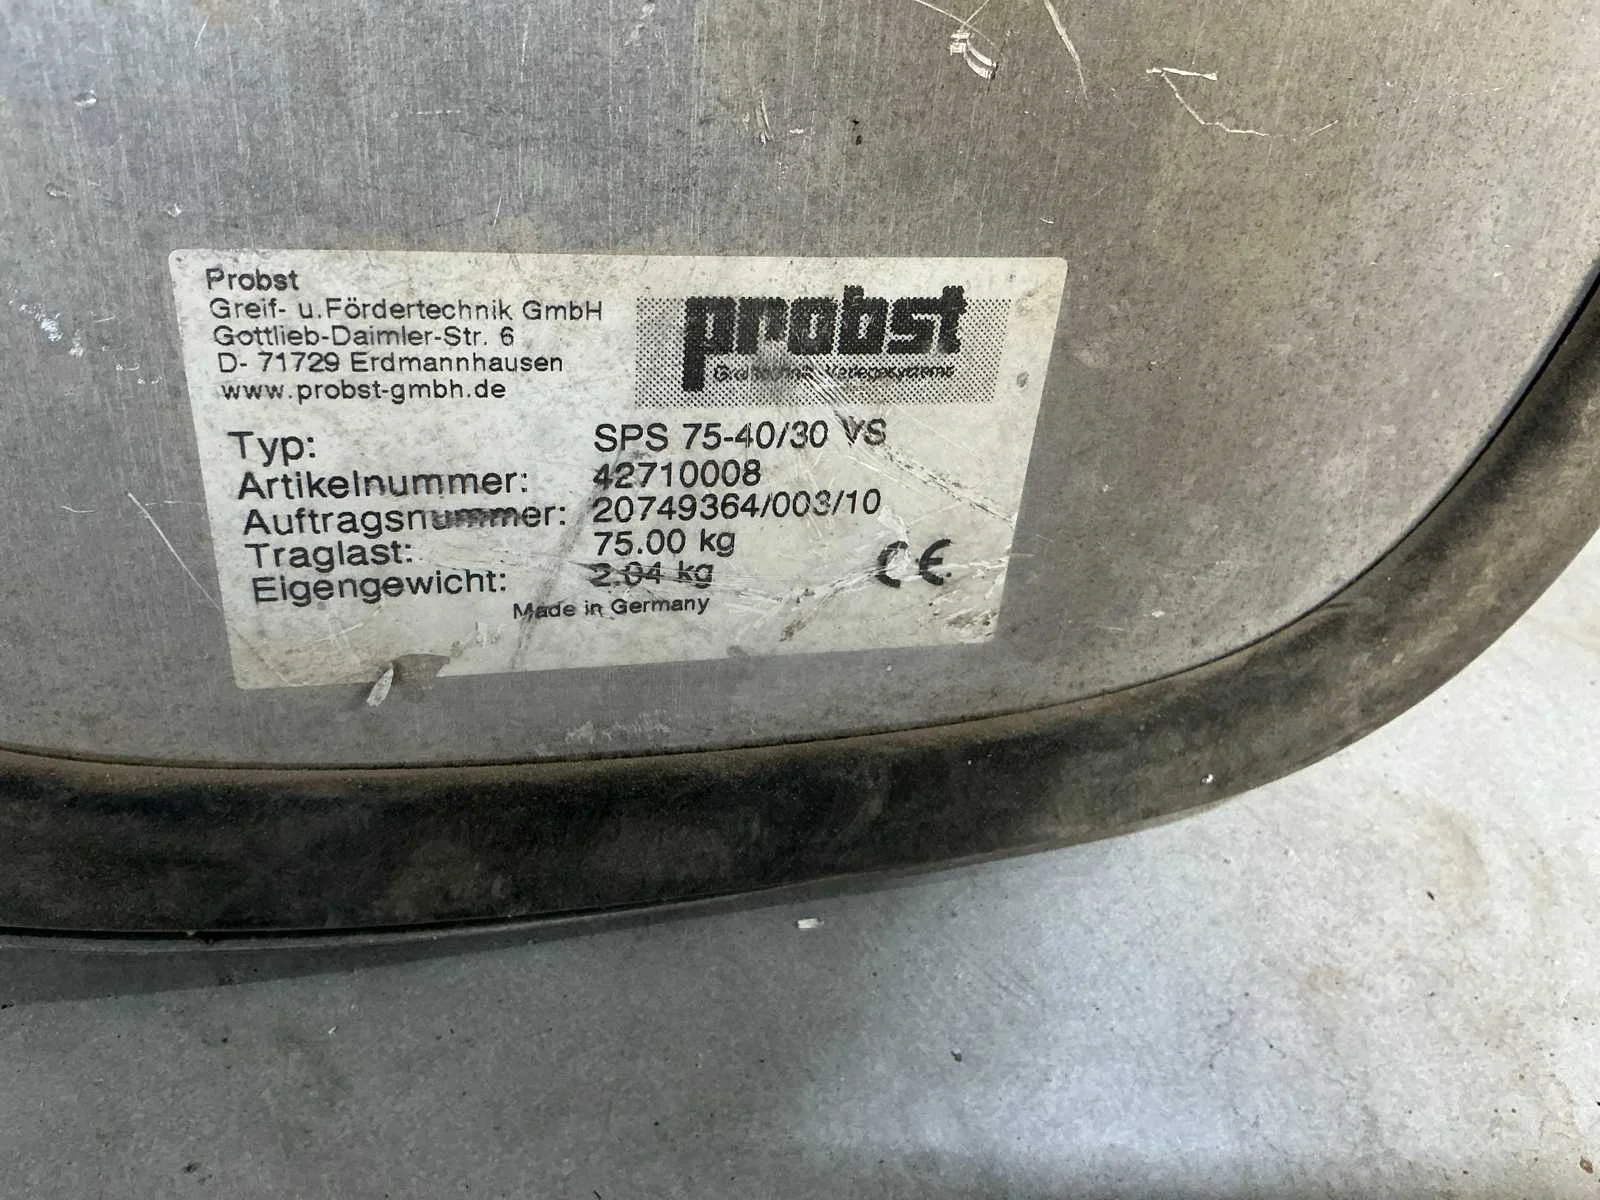 Probst
Greif- u.Fördertechnik GmbH
Gottlieb-Daimler-Str. 6
D- 71729 Erdmannhausen
www.probst-gmbh.de
probst
Typ: SPS 75-40/30 VS
Artikelnummer: 42710008
Auftragsnummer: 20749364/003/10
Traglast: 75.00 kg
Eigengewicht: 2.04 kg
CE
Made in Germany